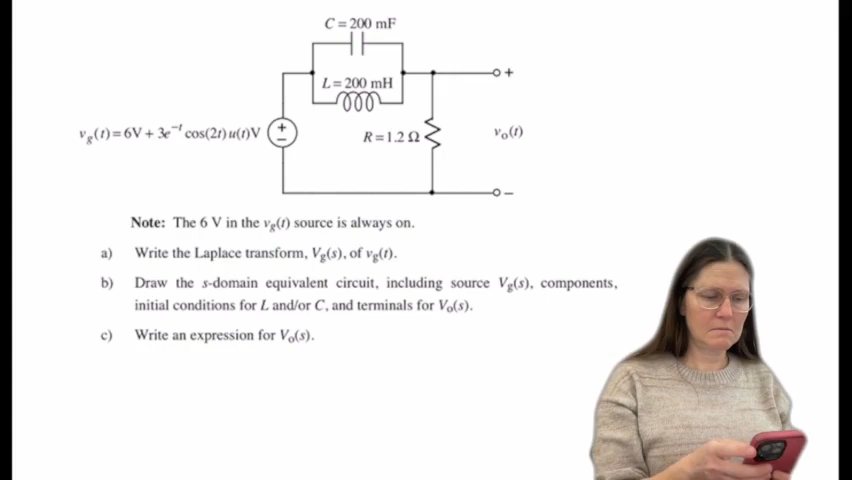 C = 200 mF
L = 200 mH
v_g(t) = 6V + 3e^{-t} cos(2t) u(t)V
+
−
R = 1.2 Ω
+
v_o(t)
−
Note: The 6 V in the v_g(t) source is always on.
a) Write the Laplace transform, V_g(s), of v_g(t).
b) Draw the s-domain equivalent circuit, including source V_g(s), components,
initial conditions for L and/or C, and terminals for V_o(s).
c) Write an expression for V_o(s).